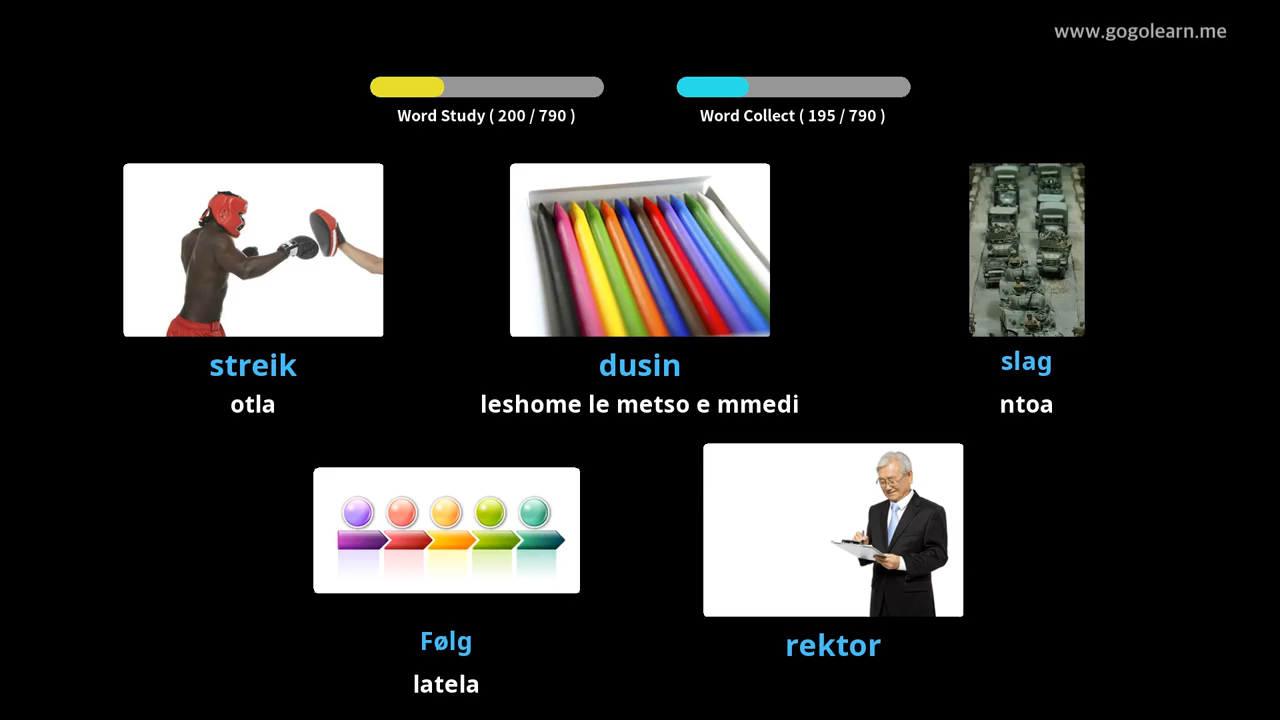 www.gogolearn.me
Word Study ( 200 / 790 )
Word Collect ( 195 / 790 )
streik
otla
dusin
leshome le metso e mmedi
slag
ntoa
Følg
latela
rektor